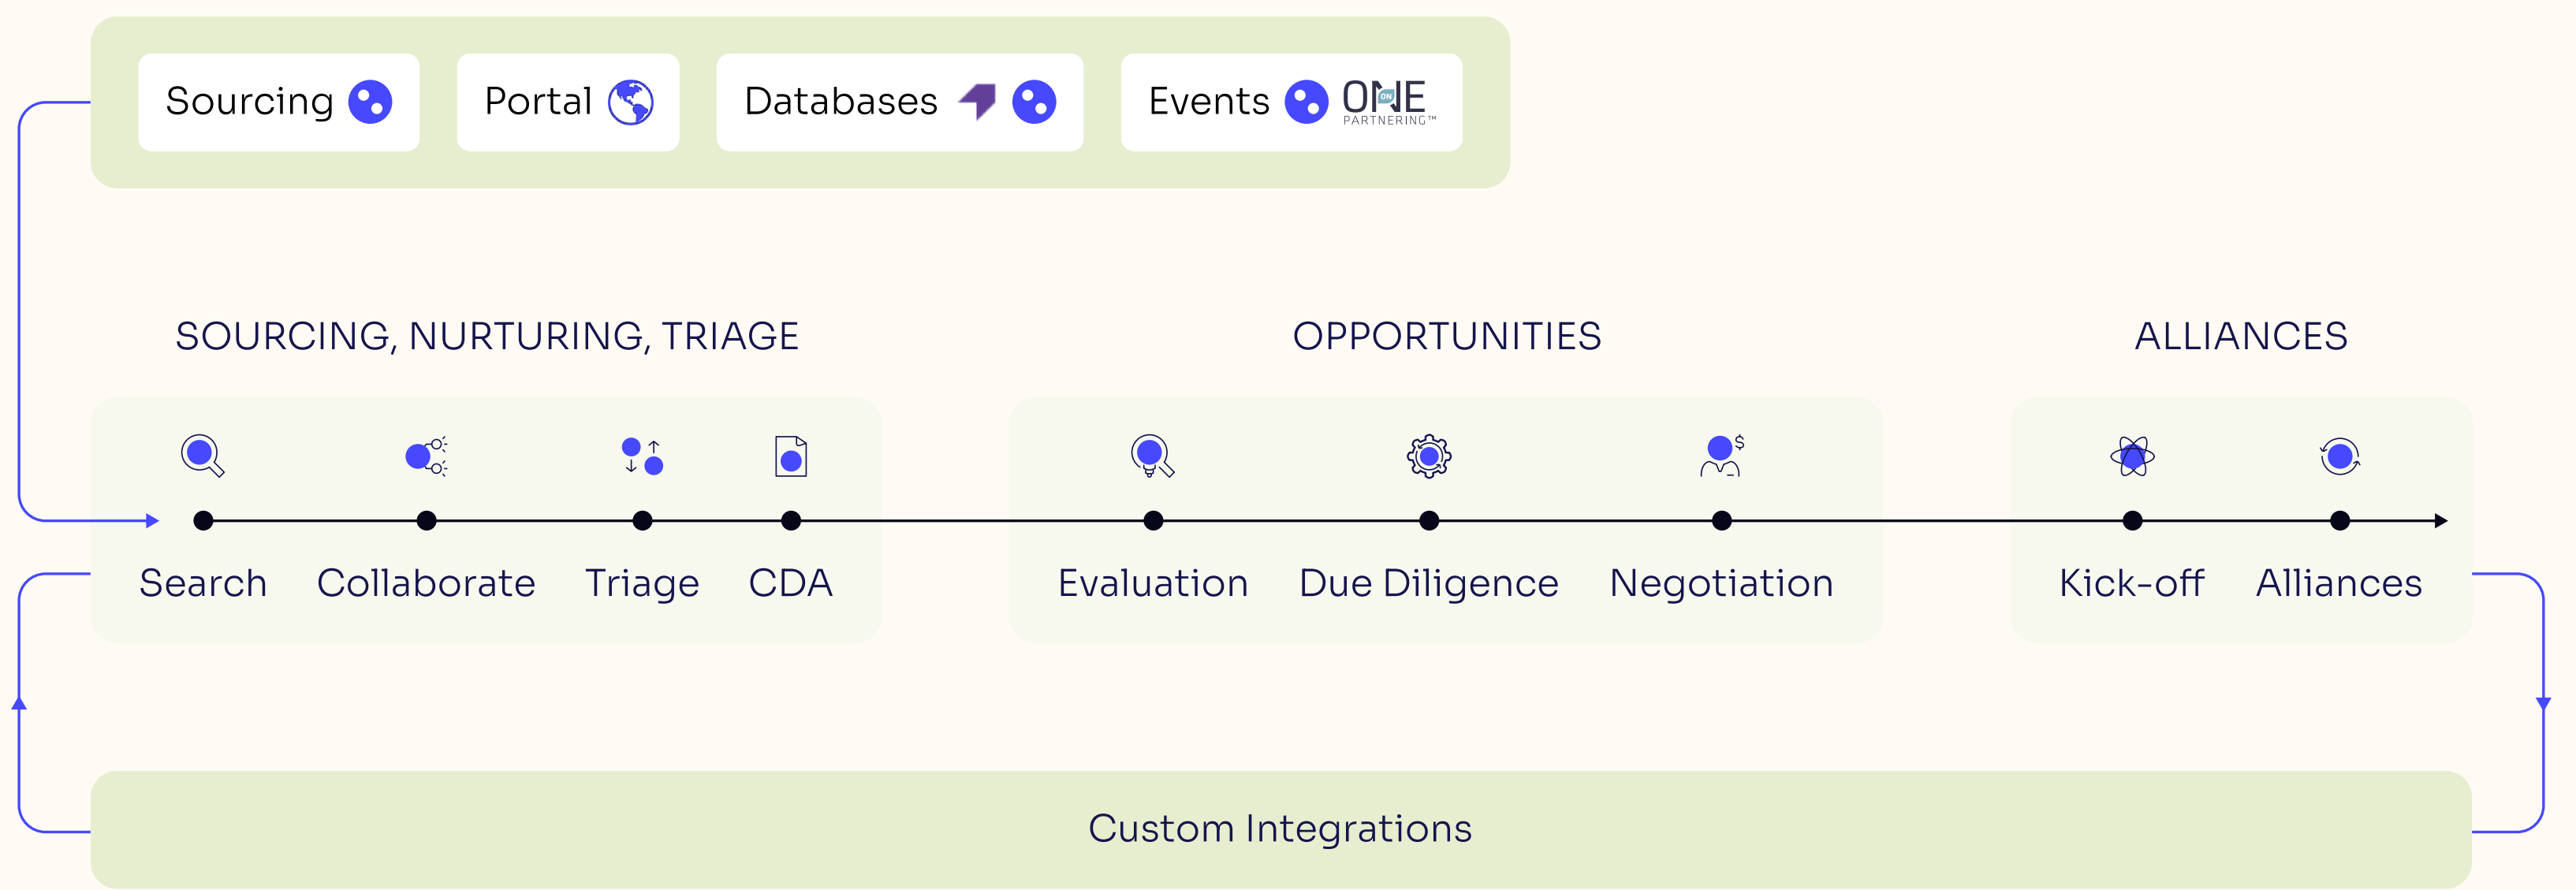 Sourcing
Portal
Databases
Events
ONE
ON
PARTNERING™
SOURCING, NURTURING, TRIAGE
OPPORTUNITIES
ALLIANCES
$
Search
Collaborate
Triage
CDA
Evaluation
Due Diligence
Negotiation
Kick-off
Alliances
Custom Integrations